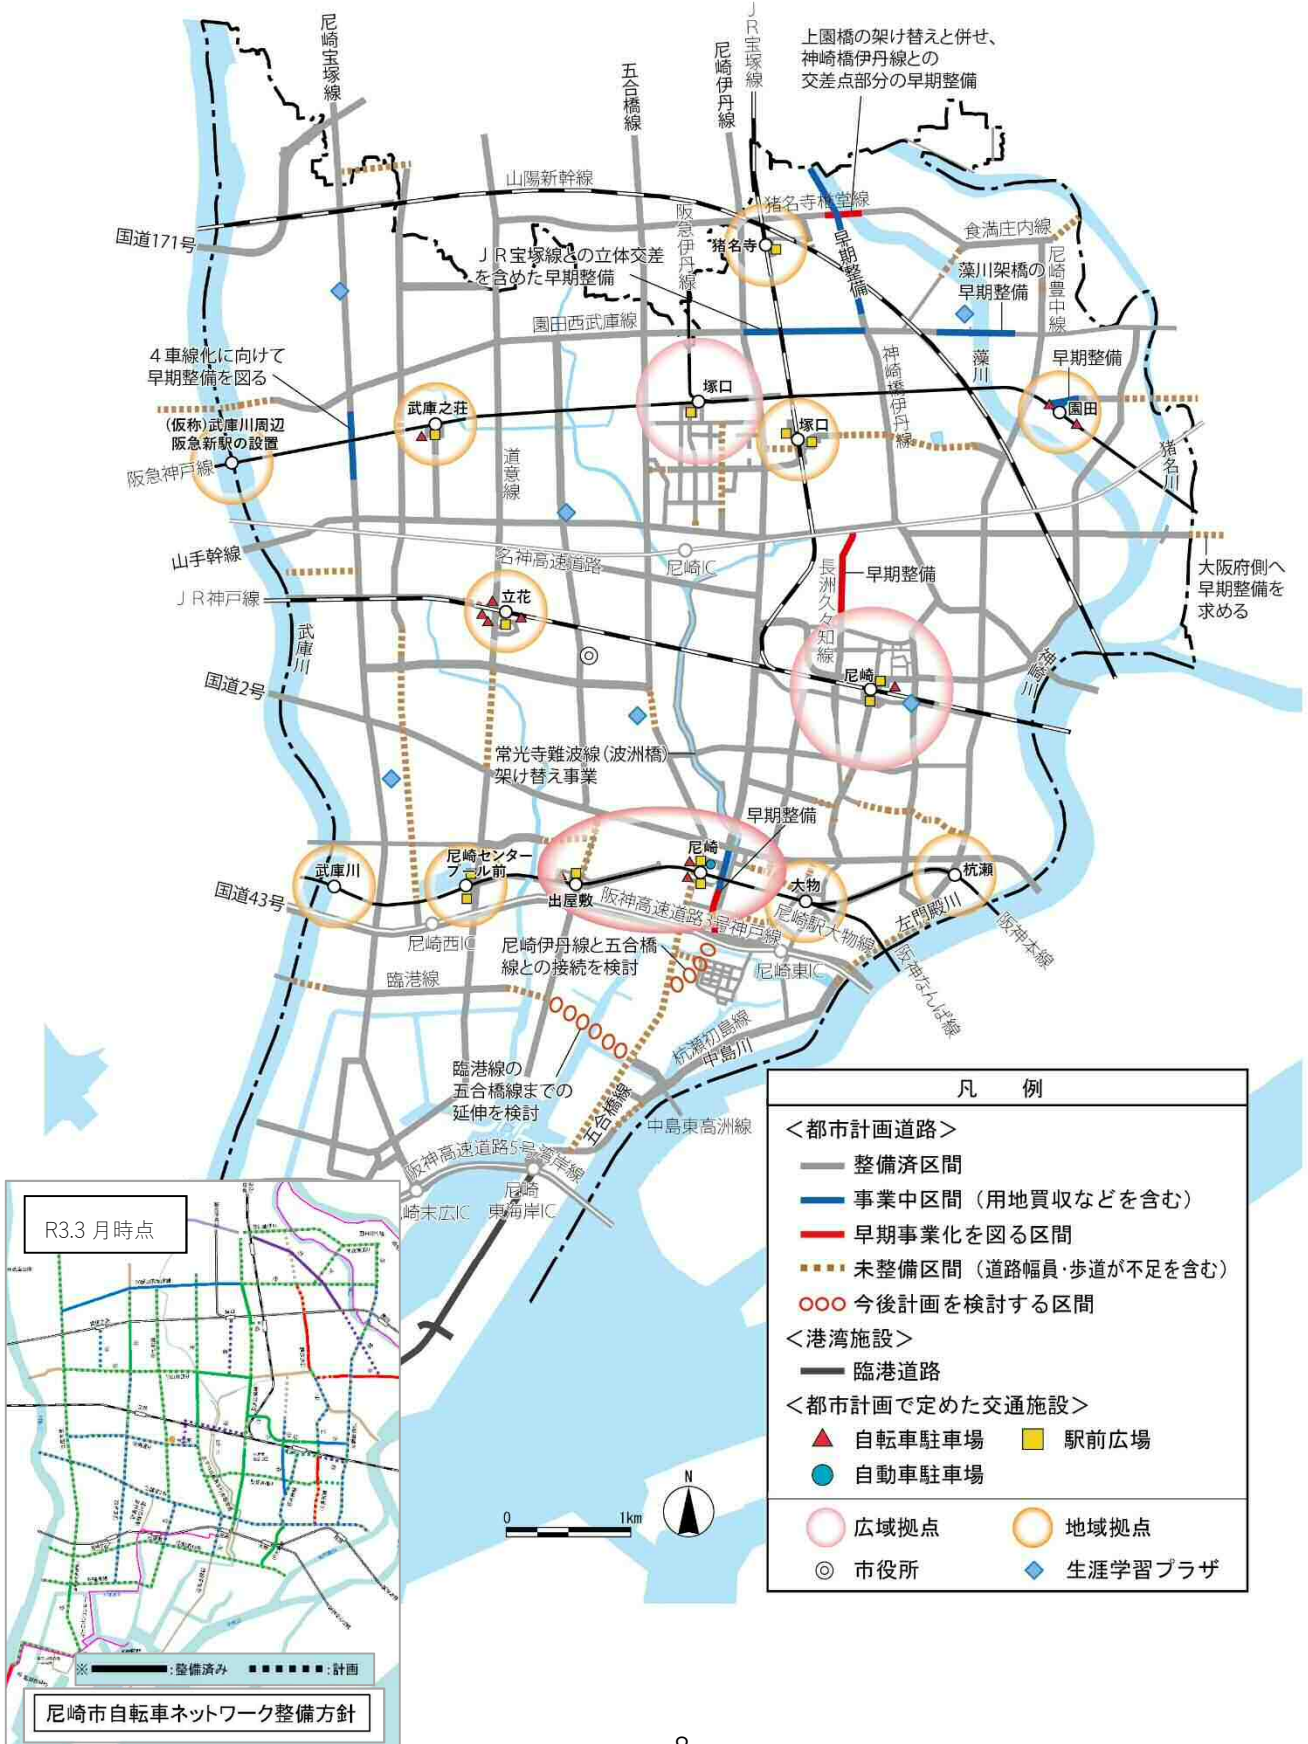 尼崎宝塚線
五合橋線
尼崎伊丹線
JR宝塚線
上園橋の架け替えと併せ、
神崎橋伊丹線との
交差点部分の早期整備
山陽新幹線
国道171号
阪急伊丹線
猪名寺椎堂線
猪名寺
食満庄内線
早期整備
尼崎豊中線
JR宝塚線との立体交差
を含めた早期整備
藻川架橋の
早期整備
園田西武庫線
4車線化に向けて
早期整備を図る
神崎橋伊丹線
藻川
早期整備
武庫之荘
塚口
園田
(仮称)武庫川周辺
阪急新駅の設置
塚口
阪急神戸線
道意線
猪名川
山手幹線
名神高速道路
尼崎IC
長洲久々知線
早期整備
大阪府側へ
早期整備を
求める
JR神戸線
立花
武庫川
神崎川
国道2号
尼崎
常光寺難波線(波洲橋)
架け替え事業
早期整備
武庫川
尼崎センター
プール前
尼崎
出屋敷
大物
杭瀬
国道43号
阪神高速道路3号神戸線
尼崎駅大物線
左門殿川
阪神本線
尼崎西IC
尼崎伊丹線と五合橋
線との接続を検討
尼崎東IC
阪神なんば線
臨港線
杭瀬初島線
中島川
臨港線の
五合橋線までの
延伸を検討
五合橋線
中島東高洲線
阪神高速道路5号湾岸線
崎末広IC
尼崎
東海岸IC
凡 例
<都市計画道路>
整備済区間
事業中区間(用地買収などを含む)
早期事業化を図る区間
未整備区間(道路幅員・歩道が不足を含む)
今後計画を検討する区間
<港湾施設>
臨港道路
<都市計画で定めた交通施設>
自転車駐車場 駅前広場
自動車駐車場
広域拠点 地域拠点
市役所 生涯学習プラザ
N
0 1km
R3.3 月時点
※ :整備済み :計画
尼崎市自転車ネットワーク整備方針